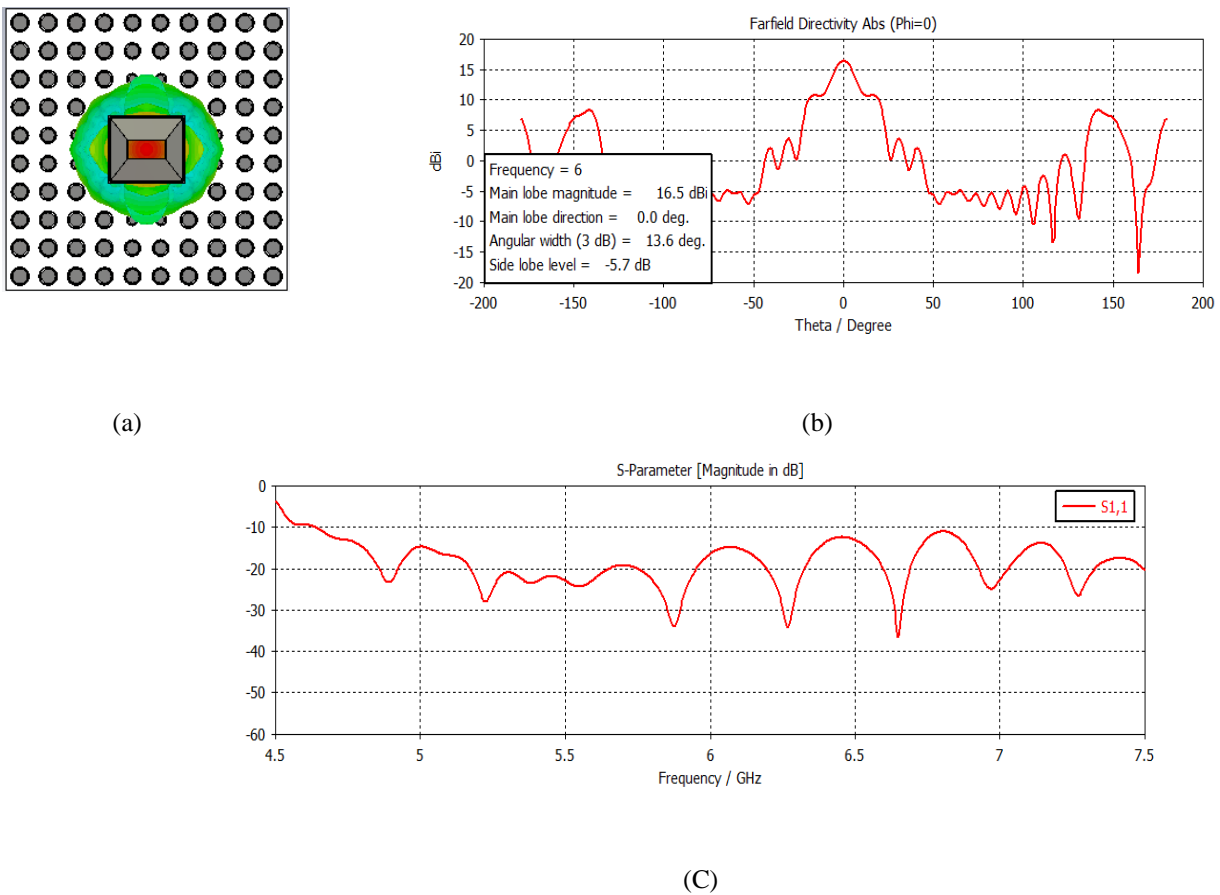 Farfield Directivity Abs (Phi=0)
20
15
10
5
0
-5
-10
-15
-20
dBi
Frequency = 6
Main lobe magnitude = 16.5 dBi
Main lobe direction = 0.0 deg.
Angular width (3 dB) = 13.6 deg.
Side lobe level = -5.7 dB
-200 -150 -100 -50 0 50 100 150 200
Theta / Degree
(a)
(b)
S-Parameter [Magnitude in dB]
0
-10
-20
-30
-40
-50
-60
S1,1
4.5 5 5.5 6 6.5 7 7.5
Frequency / GHz
(C)